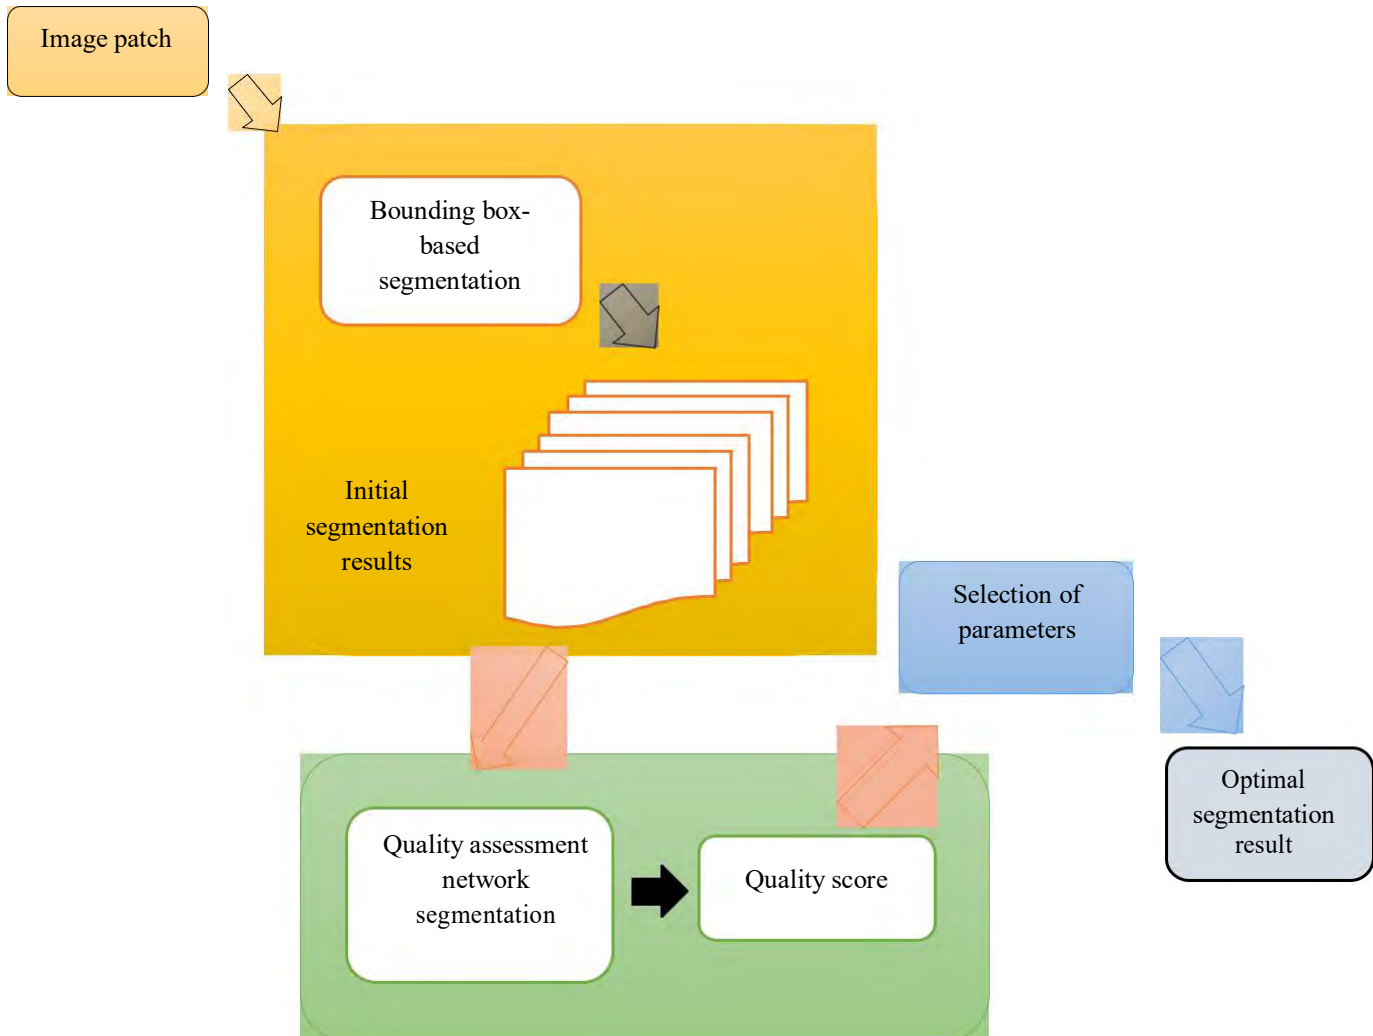 Image patch
Bounding box-
based
segmentation
Initial
segmentation
results
Selection of
parameters
Optimal
segmentation
result
Quality assessment
network
segmentation
Quality score